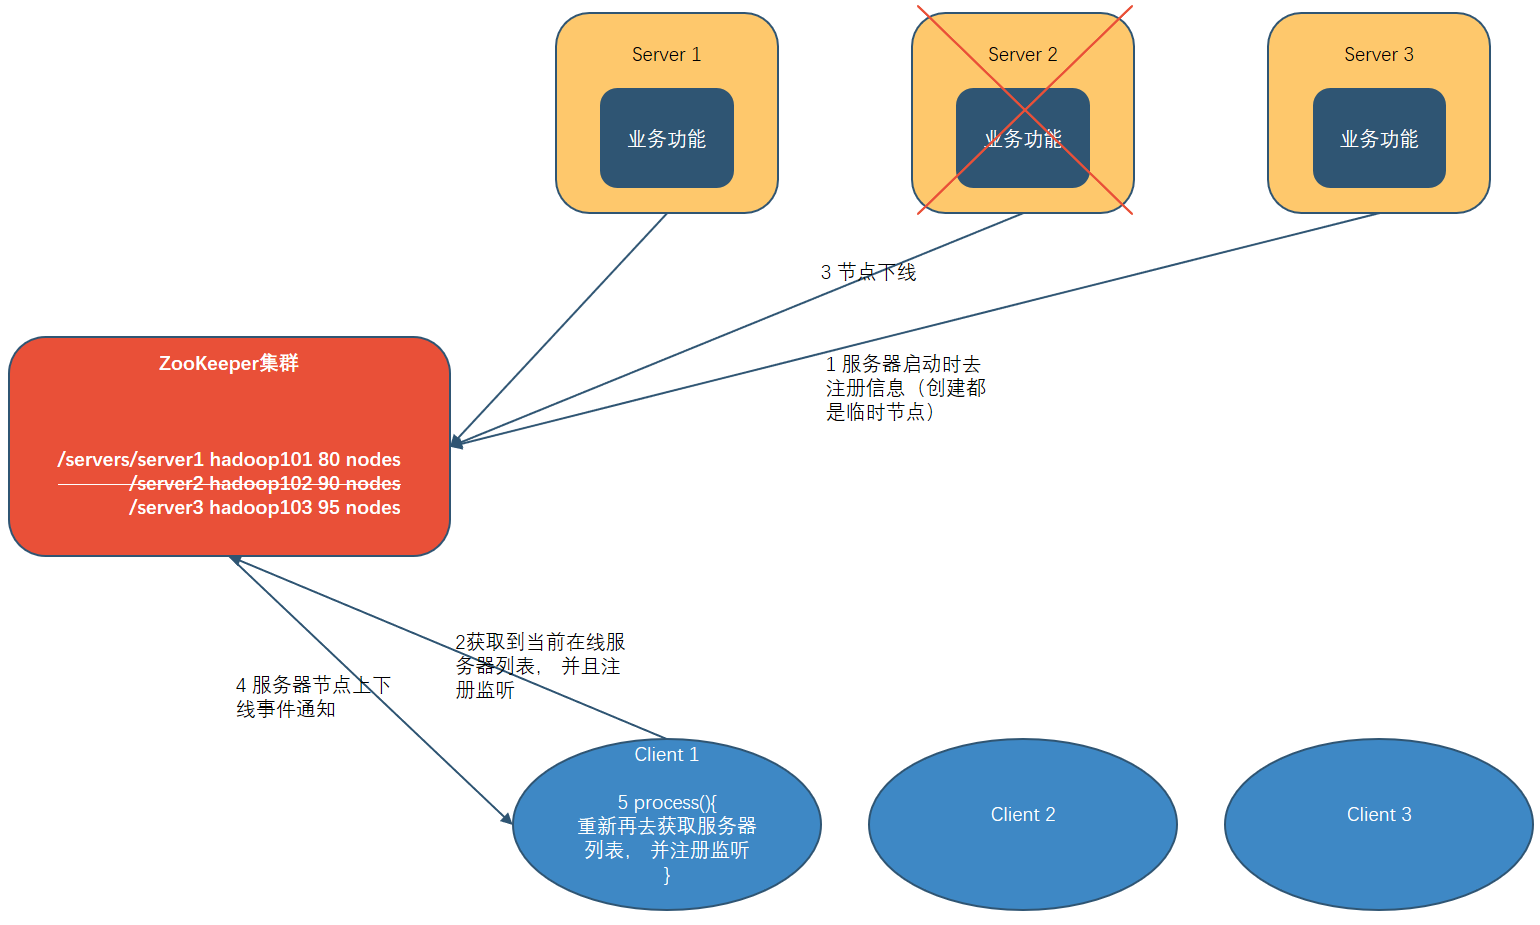 Server 1
Server 2
Server 3
业务功能
业务功能
业务功能
3 节点下线
1 服务器启动时去
注册信息（创建都
是临时节点）
ZooKeeper集群
/servers/server1 hadoop101 80 nodes
/server2 hadoop102 90 nodes
/server3 hadoop103 95 nodes
2获取到当前在线服
务器列表， 并且注
册监听
4 服务器节点上下
线事件通知
Client 1
5 process(){
重新再去获取服务器
列表， 并注册监听
}
Client 2
Client 3